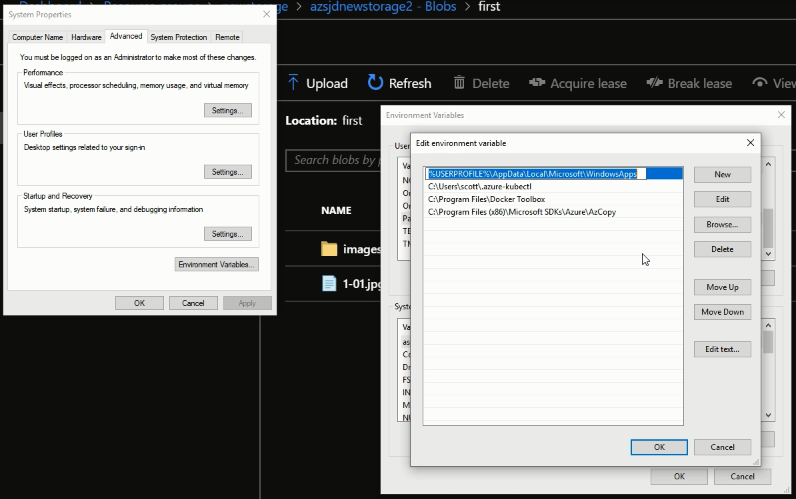 azsjdnewstorage2 - Blobs > first
System Properties
Computer Name Hardware Advanced System Protection Remote
You must be logged on as an Administrator to make most of these changes.
Performance
Visual effects, processor scheduling, memory usage, and virtual memory
Settings...
User Profiles
Desktop settings related to your sign-in
Settings...
Startup and Recovery
System startup, system failure, and debugging information
Settings...
Environment Variables...
OK Cancel Apply
Upload Refresh Delete Acquire lease Break lease View
Location: first
Search blobs by
NAME
images
1-01.jpg
Environment Variables
User
Va
Or
Or
Pa
TE
TM
Syst
Va
as
Co
Dr
FS
IN
M
NU
Edit environment variable
%USERPROFILE%\AppData\Local\Microsoft\WindowsApps
C:\Users\scott\.azure-kubectl
C:\Program Files\Docker Toolbox
C:\Program Files (x86)\Microsoft SDKs\Azure\AzCopy
New
Edit
Browse...
Delete
Move Up
Move Down
Edit text...
OK Cancel
OK Cancel